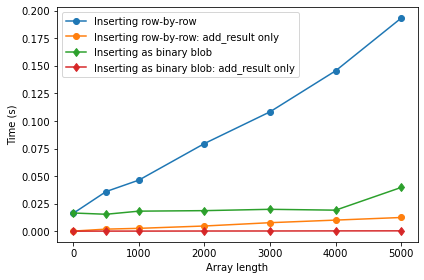 Inserting row-by-row
Inserting row-by-row: add_result only
Inserting as binary blob
Inserting as binary blob: add_result only
0.200
0.175
0.150
0.125
0.100
0.075
0.050
0.025
0.000
Time (s)
0 1000 2000 3000 4000 5000
Array length